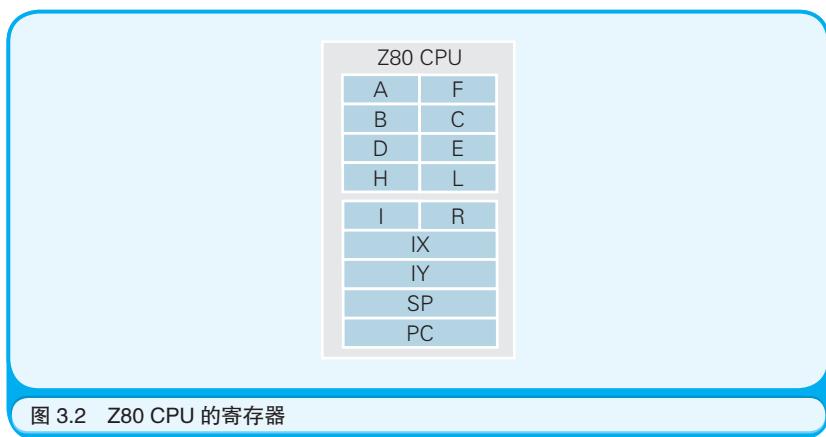 Z80 CPU
A F
B C
D E
H L
I R
IX
IY
SP
PC
图 3.2 Z80 CPU 的寄存器